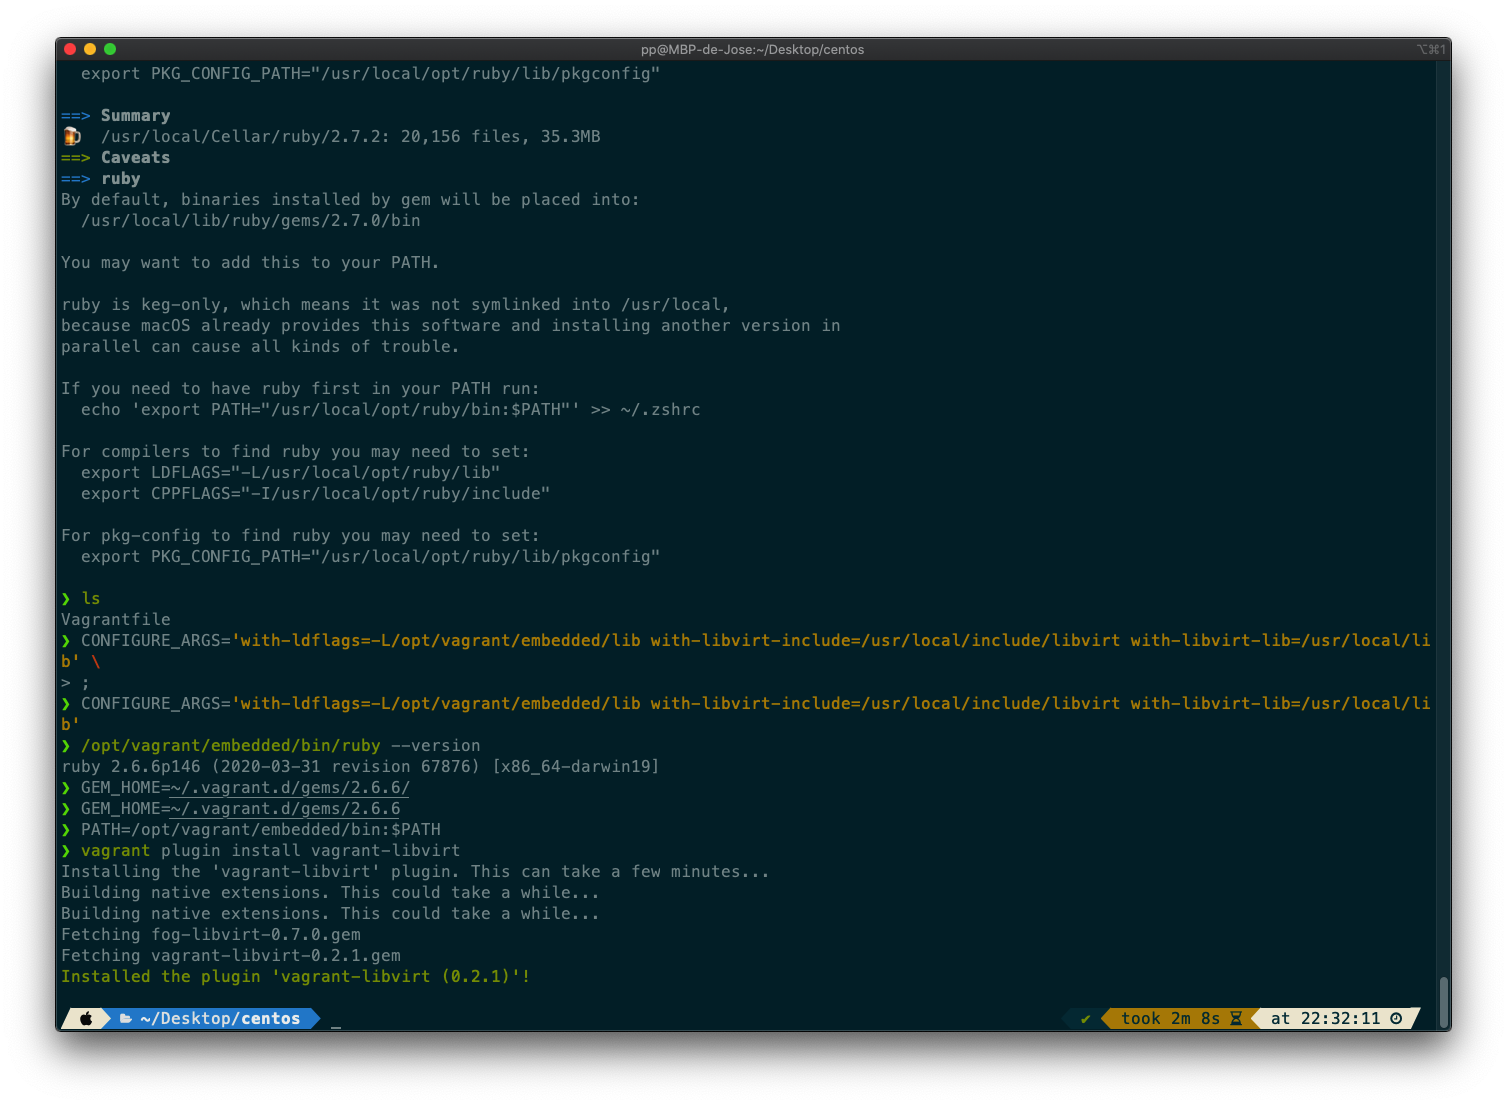 pp@MBP-de-Jose:~/Desktop/centos
⌥⌘1
export PKG_CONFIG_PATH="/usr/local/opt/ruby/lib/pkgconfig"
==> Summary
🍺 /usr/local/Cellar/ruby/2.7.2: 20,156 files, 35.3MB
==> Caveats
==> ruby
By default, binaries installed by gem will be placed into:
/usr/local/lib/ruby/gems/2.7.0/bin
You may want to add this to your PATH.
ruby is keg-only, which means it was not symlinked into /usr/local,
because macOS already provides this software and installing another version in
parallel can cause all kinds of trouble.
If you need to have ruby first in your PATH run:
echo 'export PATH="/usr/local/opt/ruby/bin:$PATH"' >> ~/.zshrc
For compilers to find ruby you may need to set:
export LDFLAGS="-L/usr/local/opt/ruby/lib"
export CPPFLAGS="-I/usr/local/opt/ruby/include"
For pkg-config to find ruby you may need to set:
export PKG_CONFIG_PATH="/usr/local/opt/ruby/lib/pkgconfig"
❯ ls
Vagrantfile
❯ CONFIGURE_ARGS='with-ldflags=-L/opt/vagrant/embedded/lib with-libvirt-include=/usr/local/include/libvirt with-libvirt-lib=/usr/local/li
b' \
> ;
❯ CONFIGURE_ARGS='with-ldflags=-L/opt/vagrant/embedded/lib with-libvirt-include=/usr/local/include/libvirt with-libvirt-lib=/usr/local/li
b'
❯ /opt/vagrant/embedded/bin/ruby --version
ruby 2.6.6p146 (2020-03-31 revision 67876) [x86_64-darwin19]
❯ GEM_HOME=~/.vagrant.d/gems/2.6.6/
❯ GEM_HOME=~/.vagrant.d/gems/2.6.6
❯ PATH=/opt/vagrant/embedded/bin:$PATH
❯ vagrant plugin install vagrant-libvirt
Installing the 'vagrant-libvirt' plugin. This can take a few minutes...
Building native extensions. This could take a while...
Building native extensions. This could take a while...
Fetching fog-libvirt-0.7.0.gem
Fetching vagrant-libvirt-0.2.1.gem
Installed the plugin 'vagrant-libvirt (0.2.1)'!
~/Desktop/centos _ ✔ took 2m 8s at 22:32:11